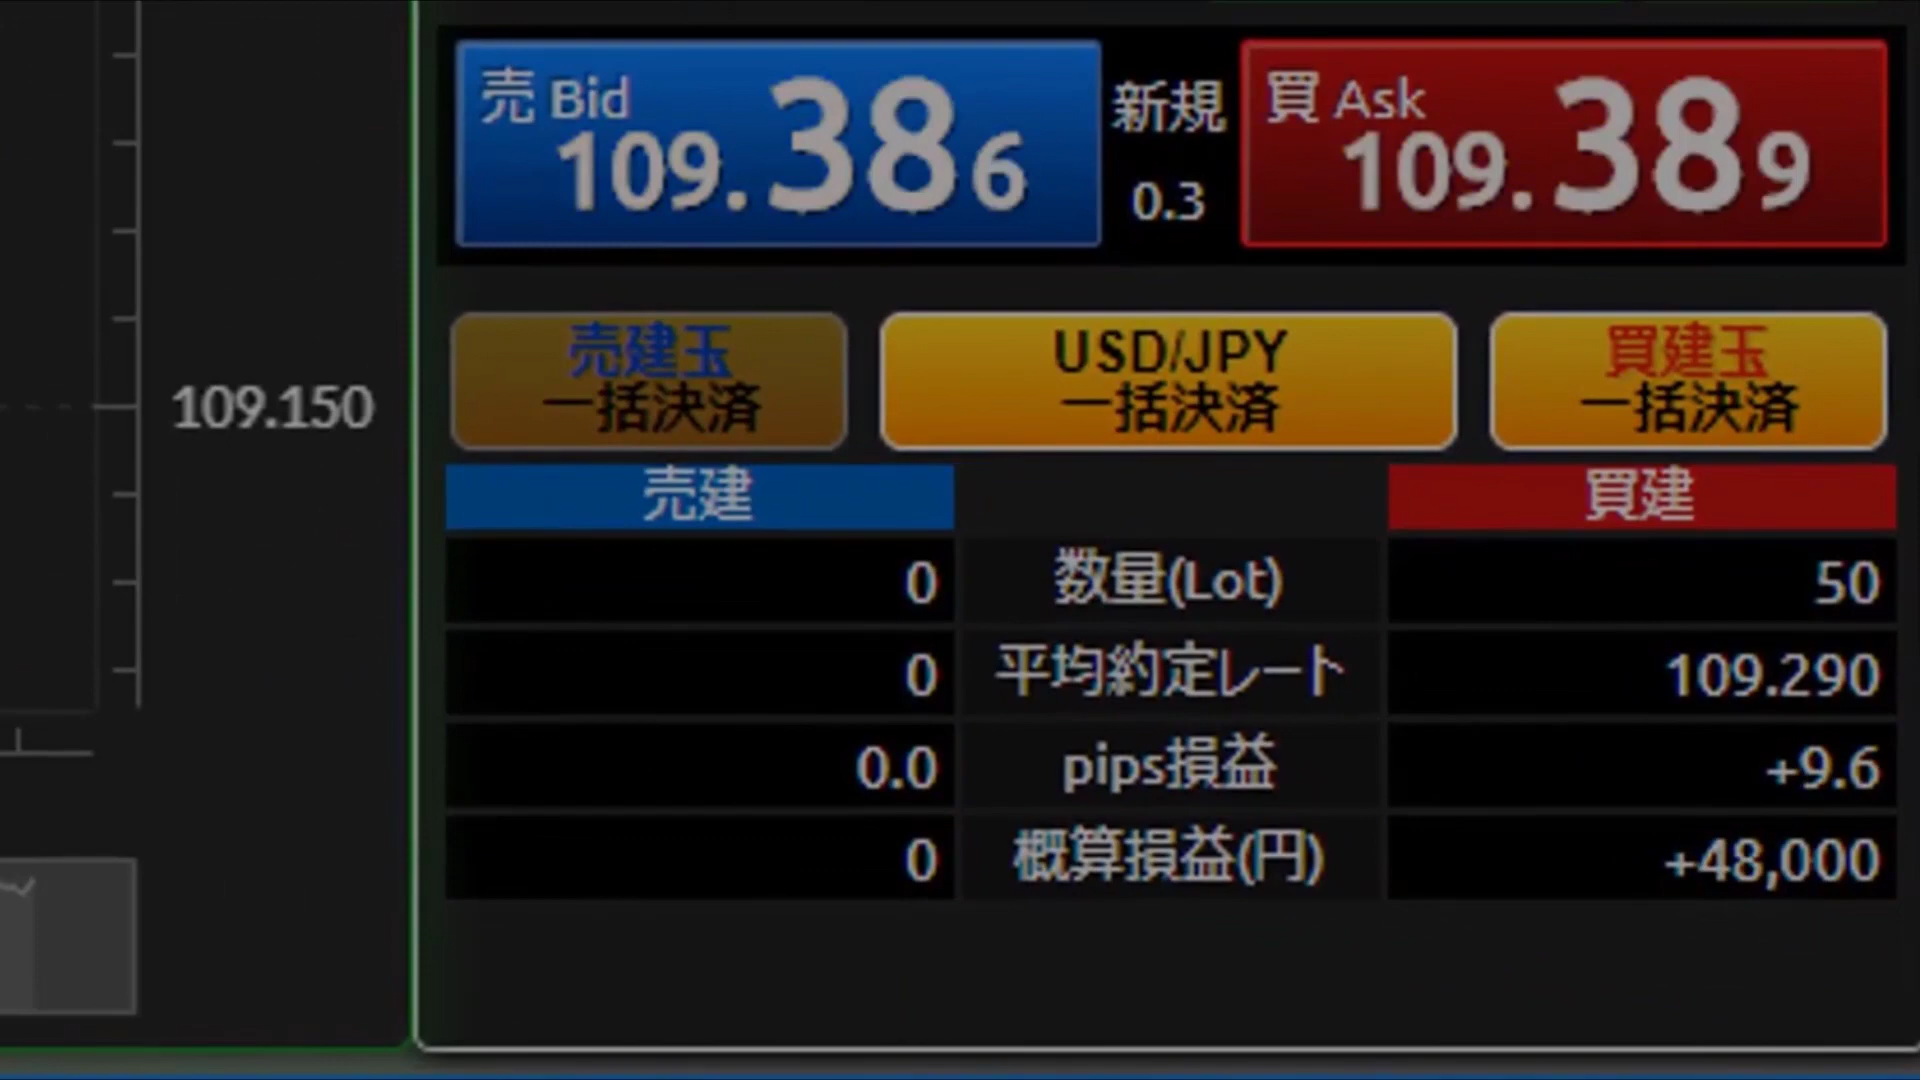 売 Bid
109.386
新規
0.3
買 Ask
109.389
売建玉
一括決済
USD/JPY
一括決済
買建玉
一括決済
109.150
売建
買建
0
数量(Lot)
50
0
平均約定レート
109.290
0.0
pips損益
+9.6
0
概算損益(円)
+48,000